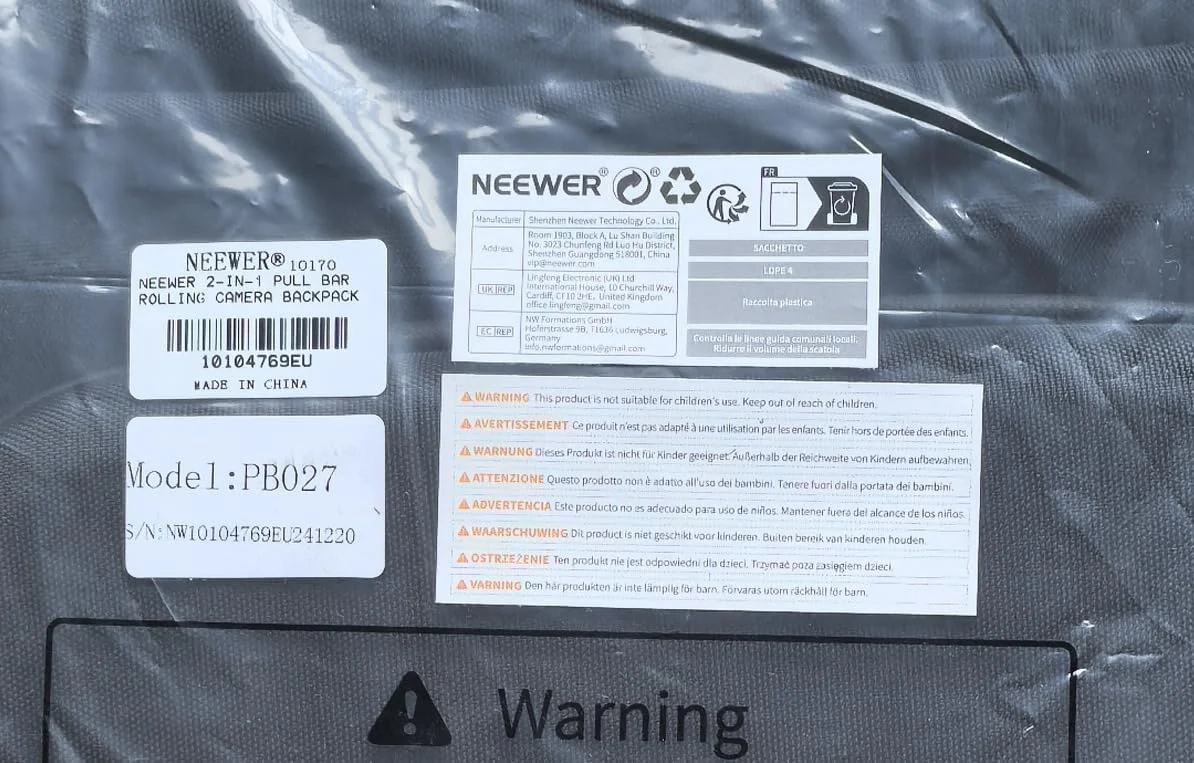 NEEWER® 10170
NEEWER 2-IN-1 PULL BAR
ROLLING CAMERA BACKPACK
10104769EU
MADE IN CHINA
Model:PB027
S/N:NW10104769EU241220
NEEWER® ®
FR
Manufacturer Shenzhen Neewer Technology Co., Ltd.
Address
Room 1903, Block A, Lu Shan Building
No. 3023 Chunfeng Rd Luo Hu District,
Shenzhen Guangdong 518001, China
vip@neewer.com
UK REP
Lingfeng Electronic (UK) Ltd
International House, 10 Churchill Way,
Cardiff, CF10 2HE, United Kingdom
office.lingfeng@gmail.com
EC REP
NW Formations GmbH
Hoferstrasse 9B, 71636 Ludwigsburg,
Germany
info.nwformations@gmail.com
SACCHETTO
LDPE 4
Raccolta plastica
Controlla le linee guida comunali locali.
Ridurre il volume della scatola
WARNING This product is not suitable for children's use. Keep out of reach of children.
AVERTISSEMENT Ce produit n'est pas adapté à une utilisation par les enfants. Tenir hors de portée des enfants.
WARNUNG Dieses Produkt ist nicht für Kinder geeignet. Außerhalb der Reichweite von Kindern aufbewahren.
ATTENZIONE Questo prodotto non è adatto all'uso dei bambini. Tenere fuori dalla portata dei bambini.
ADVERTENCIA Este producto no es adecuado para uso de niños. Mantener fuera del alcance de los niños.
WAARSCHUWING Dit product is niet geschikt voor kinderen. Buiten bereik van kinderen houden.
OSTRZEŻENIE Ten produkt nie jest odpowiedni dla dzieci. Trzymać poza zasięgiem dzieci.
VARNING Den här produkten är inte lämplig för barn. Förvaras utom räckhåll för barn.
Warning